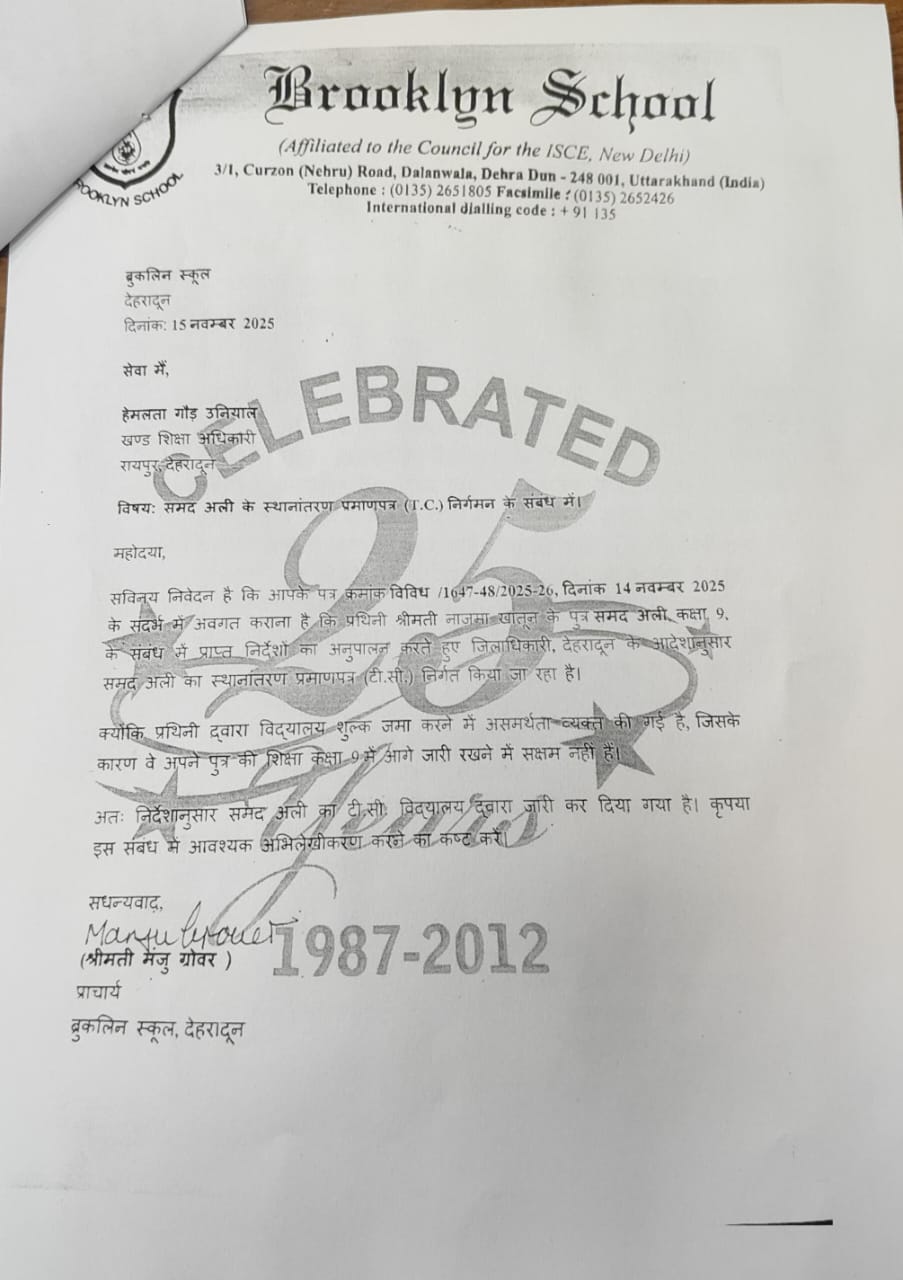 Brooklyn School
(Affiliated to the Council for the ISCE, New Delhi)
3/1, Curzon (Nehru) Road, Dalanwala, Dehra Dun - 248 001, Uttarakhand (India)
Telephone : (0135) 2651805 Facsimile : (0135) 2652426
International dialling code : + 91 135
ROOKLYN SCHOOL
ब्रुकलिन स्कूल
देहरादून
दिनांक: 15 नवम्बर 2025
सेवा में,
हेमलता गौड़ उनियाल
खण्ड शिक्षा अधिकारी
रायपुर, देहरादून
CELEBRATED
25
Years
1987-2012
विषय: समद अली के स्थानांतरण प्रमाणपत्र (T.C.) निर्गमन के संबंध में।
महोदया,
सविनय निवेदन है कि आपके पत्र क्रमांक विविध /1647-48/2025-26, दिनांक 14 नवम्बर 2025
के संदर्भ में अवगत कराना है कि प्रथिनी श्रीमती नाजमा खातून के पुत्र समद अली, कक्षा 9,
के संबंध में प्राप्त निर्देशों का अनुपालन करते हुए जिलाधिकारी, देहरादून के आदेशानुसार
समद अली का स्थानांतरण प्रमाणपत्र (टी.सी.) निर्गत किया जा रहा है।
क्योंकि प्रथिनी द्वारा विद्यालय शुल्क जमा करने में असमर्थता व्यक्त की गई है, जिसके
कारण वे अपने पुत्र की शिक्षा कक्षा 9 में आगे जारी रखने में सक्षम नहीं हैं।
अतः निर्देशानुसार समद अली का टी.सी. विद्यालय द्वारा जारी कर दिया गया है। कृपया
इस संबंध में आवश्यक अभिलेखीकरण करने का कष्ट करें।
सधन्यवाद,
Manju Grover
(श्रीमती मंजु ग्रोवर )
प्राचार्य
ब्रुकलिन स्कूल, देहरादून